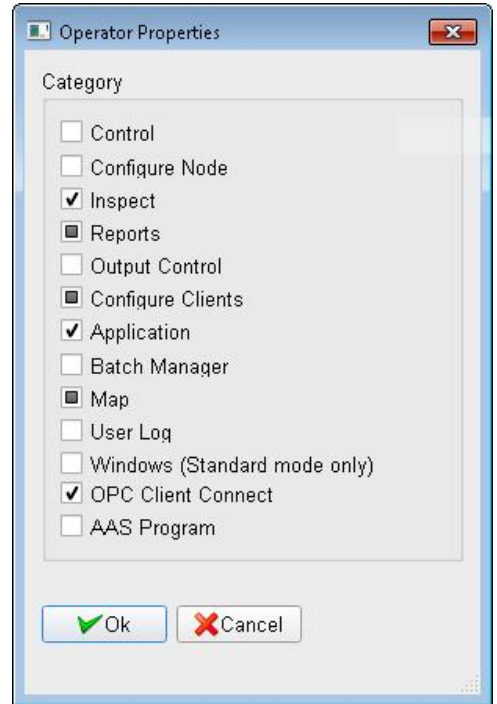 Operator Properties
Category
Control
Configure Node
Inspect
Reports
Output Control
Configure Clients
Application
Batch Manager
Map
User Log
Windows (Standard mode only)
OPC Client Connect
AAS Program
Ok
Cancel